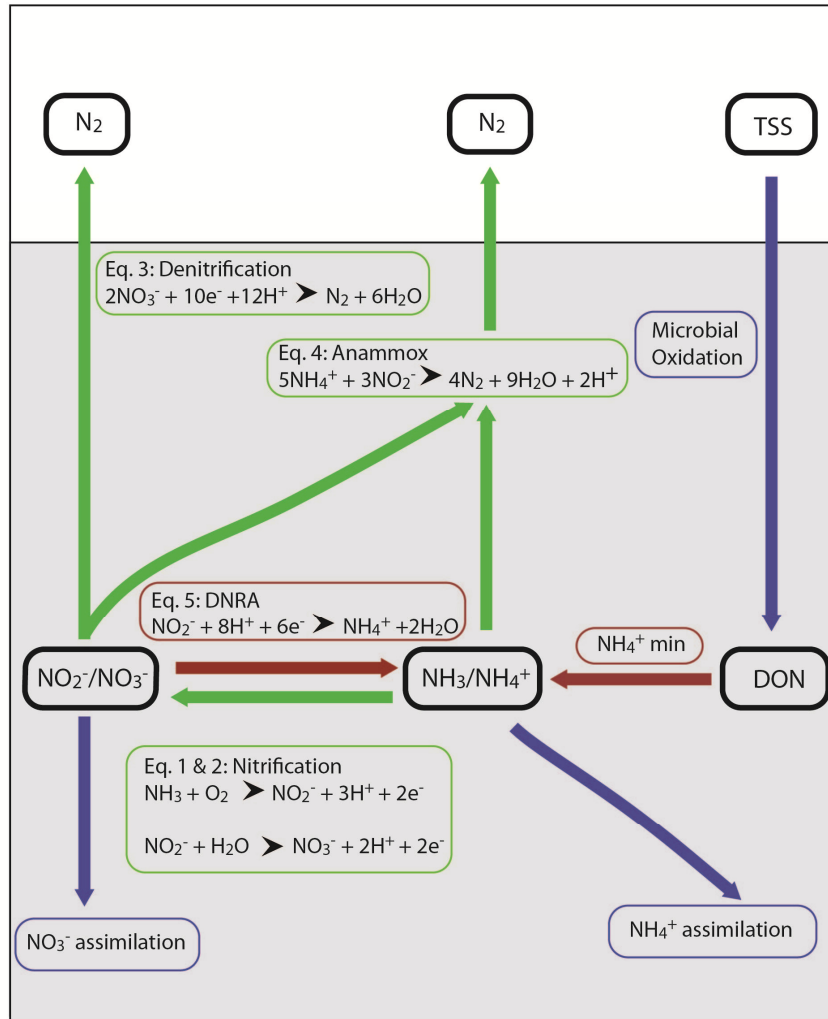 N₂
N₂
TSS
Eq. 3: Denitrification
2NO₃⁻ + 10e⁻ +12H⁺ ➤ N₂ + 6H₂O
Microbial
Oxidation
Eq. 4: Anammox
5NH₄⁺ + 3NO₂⁻ ➤ 4N₂ + 9H₂O + 2H⁺
Eq. 5: DNRA
NO₂⁻ + 8H⁺ + 6e⁻ ➤ NH₄⁺ +2H₂O
NH₄⁺ min
NO₂⁻/NO₃⁻
NH₃/NH₄⁺
DON
Eq. 1 & 2: Nitrification
NH₃ + O₂ ➤ NO₂⁻ + 3H⁺ + 2e⁻
NO₂⁻ + H₂O ➤ NO₃⁻ + 2H⁺ + 2e⁻
NO₃⁻ assimilation
NH₄⁺ assimilation